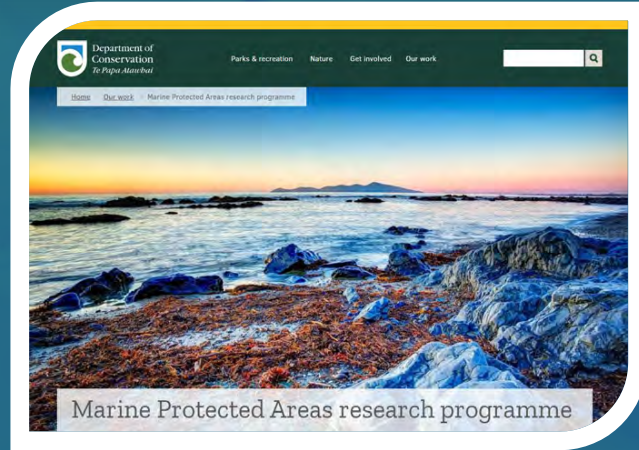 Department of
Conservation
Te Papa Atawhai
Parks & recreation Nature Get involved Our work
Home Our work Marine Protected Areas research programme
Marine Protected Areas research programme